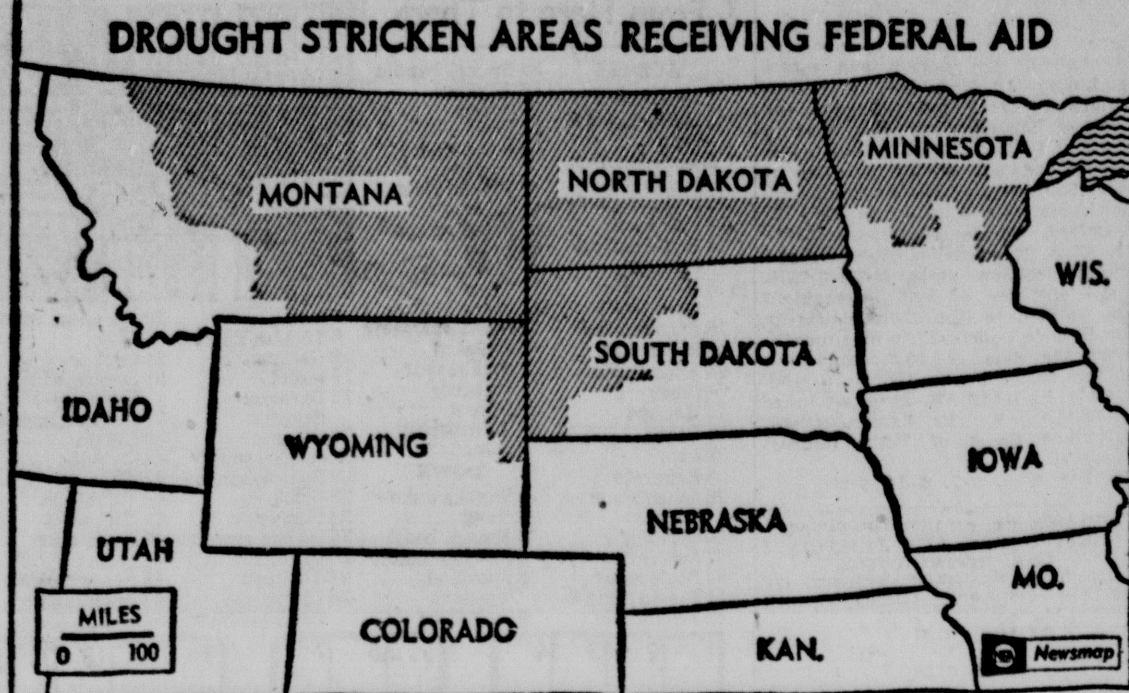 DROUGHT STRICKEN AREAS RECEIVING FEDERAL AID
MONTANA
NORTH DAKOTA
MINNESOTA
WIS.
SOUTH DAKOTA
IDAHO
WYOMING
IOWA
NEBRASKA
UTAH
MO.
MILES
0 100
COLORADO
KAN.
NEA Newsmap